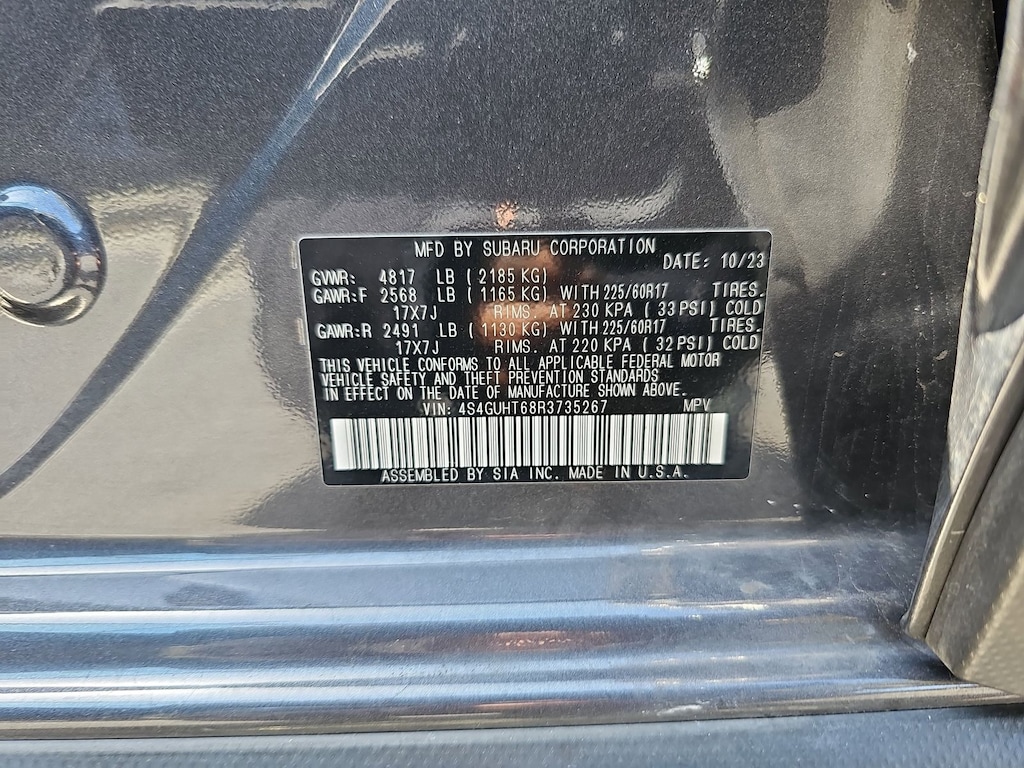 MFD BY SUBARU CORPORATION
DATE: 10/23
GVWR: 4817 LB (2185 KG)
GAWR:F 2568 LB (1165 KG) WITH 225/60R17 TIRES.
17X7J RIMS. AT 230 KPA (33 PSI) COLD
GAWR:R 2491 LB (1130 KG) WITH 225/60R17 TIRES.
17X7J RIMS. AT 220 KPA (32 PSI) COLD
THIS VEHICLE CONFORMS TO ALL APPLICABLE FEDERAL MOTOR
VEHICLE SAFETY AND THEFT PREVENTION STANDARDS
IN EFFECT ON THE DATE OF MANUFACTURE SHOWN ABOVE.
VIN: 4S4GUHT68R3735267 MPV
ASSEMBLED BY SIA INC. MADE IN U.S.A.